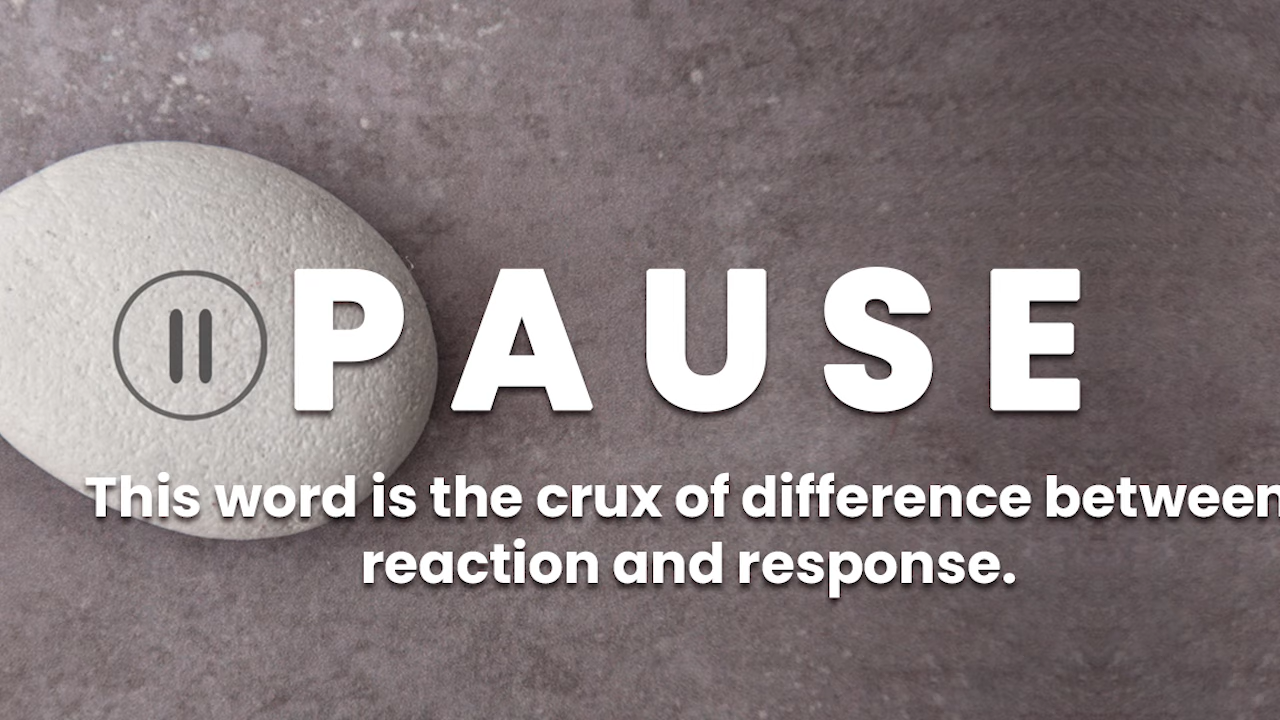 PAUSE
This word is the crux of difference between
reaction and response.